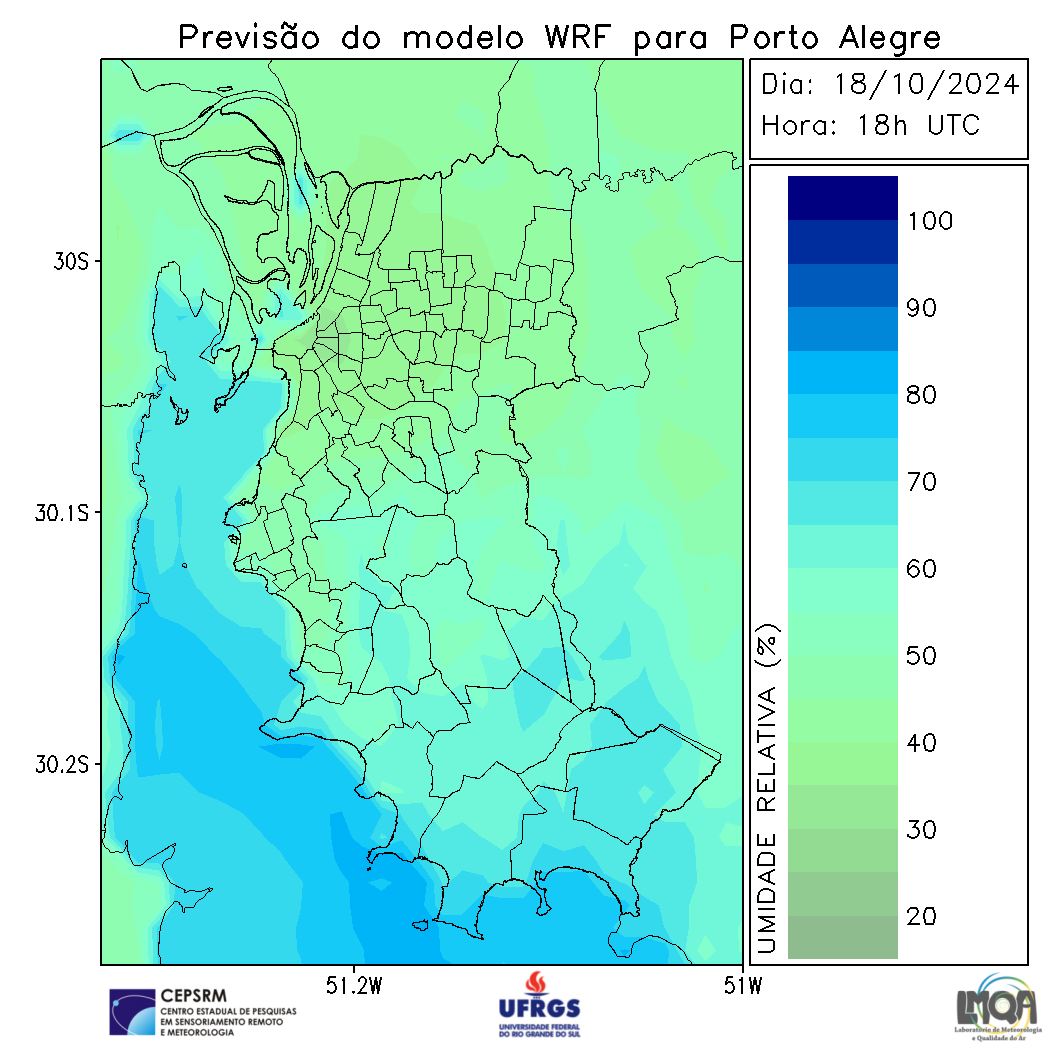 Previsão do modelo WRF para Porto Alegre
Dia: 18/10/2024
Hora: 18h UTC
100
90
80
70
60
50
40
30
20
UMIDADE RELATIVA (%)
30S
30.1S
30.2S
51.2W
51W
CEPSRM
CENTRO ESTADUAL DE PESQUISAS
EM SENSORIAMENTO REMOTO
E METEOROLOGIA
UFRGS
UNIVERSIDADE FEDERAL
DO RIO GRANDE DO SUL
LMQA
Laboratório de Meteorologia
e Qualidade do Ar